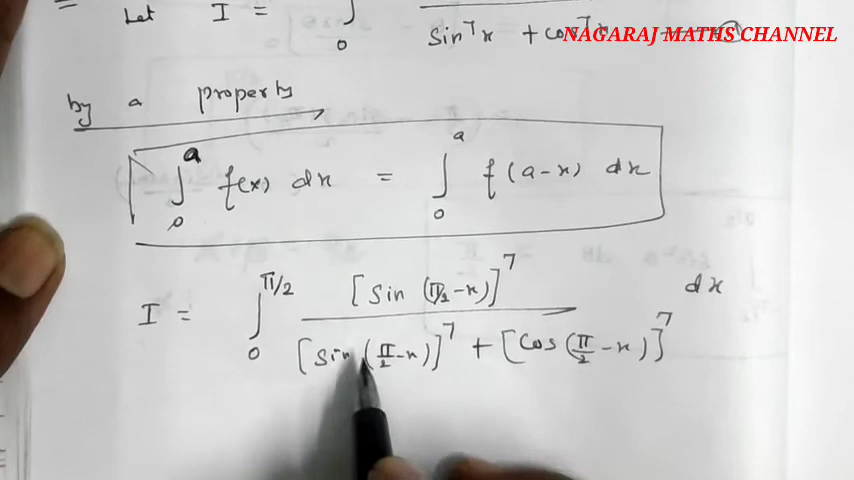 Let I = ∫₀ sin⁷x + cos⁷x
NAGARAJ MATHS CHANNEL
by a property
∫₀ᵃ f(x) dx = ∫₀ᵃ f(a-x) dx
I = ∫₀^(π/2) [sin (π/2-x)]⁷ dx
[sin (π/2-x)]⁷ + [cos (π/2-x)]⁷